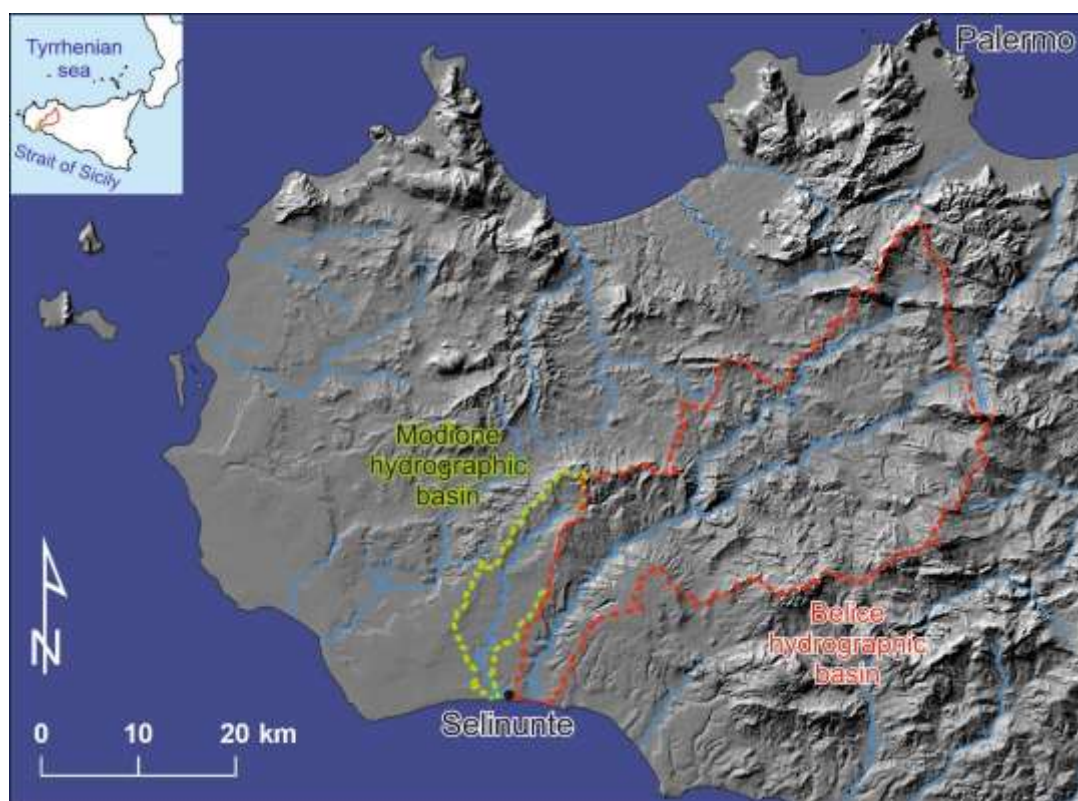 Tyrrhenian
sea
Strait of Sicily
Palermo
Modione
hydrographic
basin
Belice
hydrographic
basin
Selinunte
N
0 10 20 km